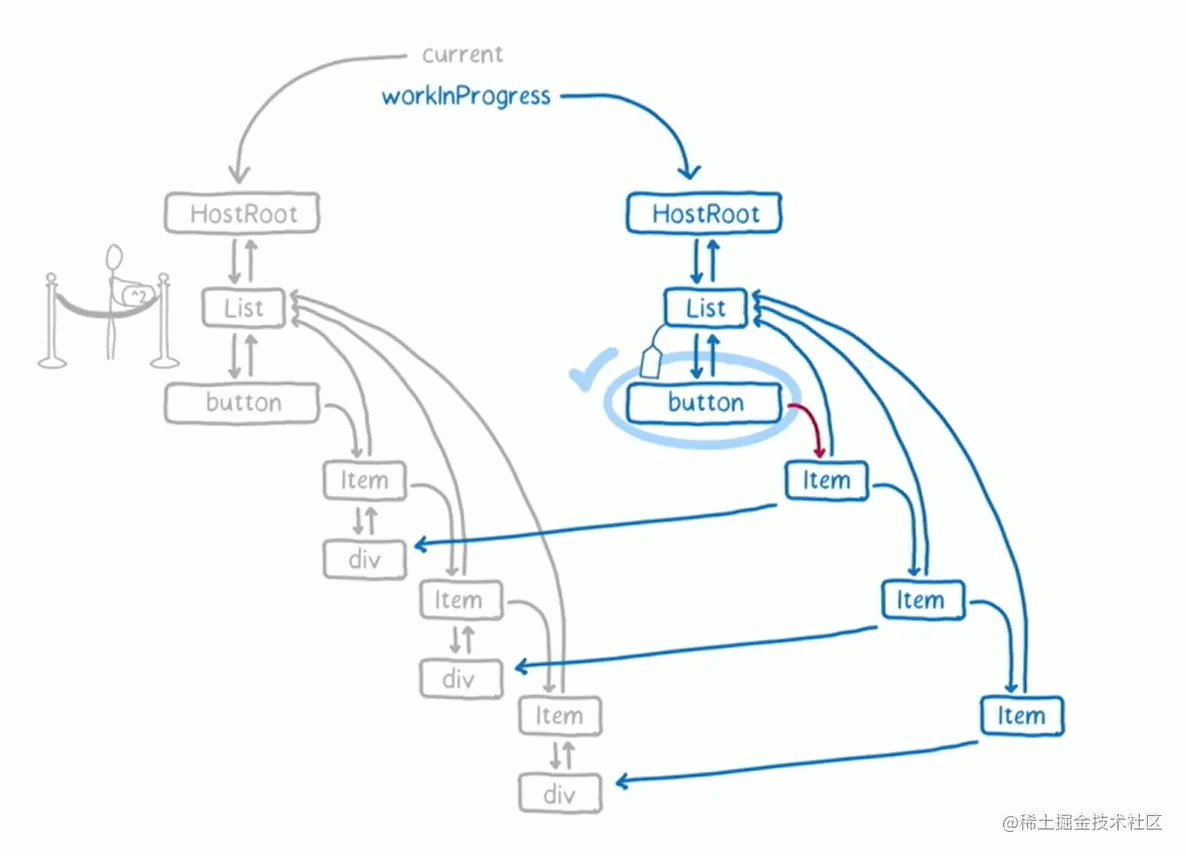 current
workInProgress
HostRoot
HostRoot
^2
List
List
button
button
Item
Item
div
Item
Item
div
Item
Item
div
@稀土掘金技术社区